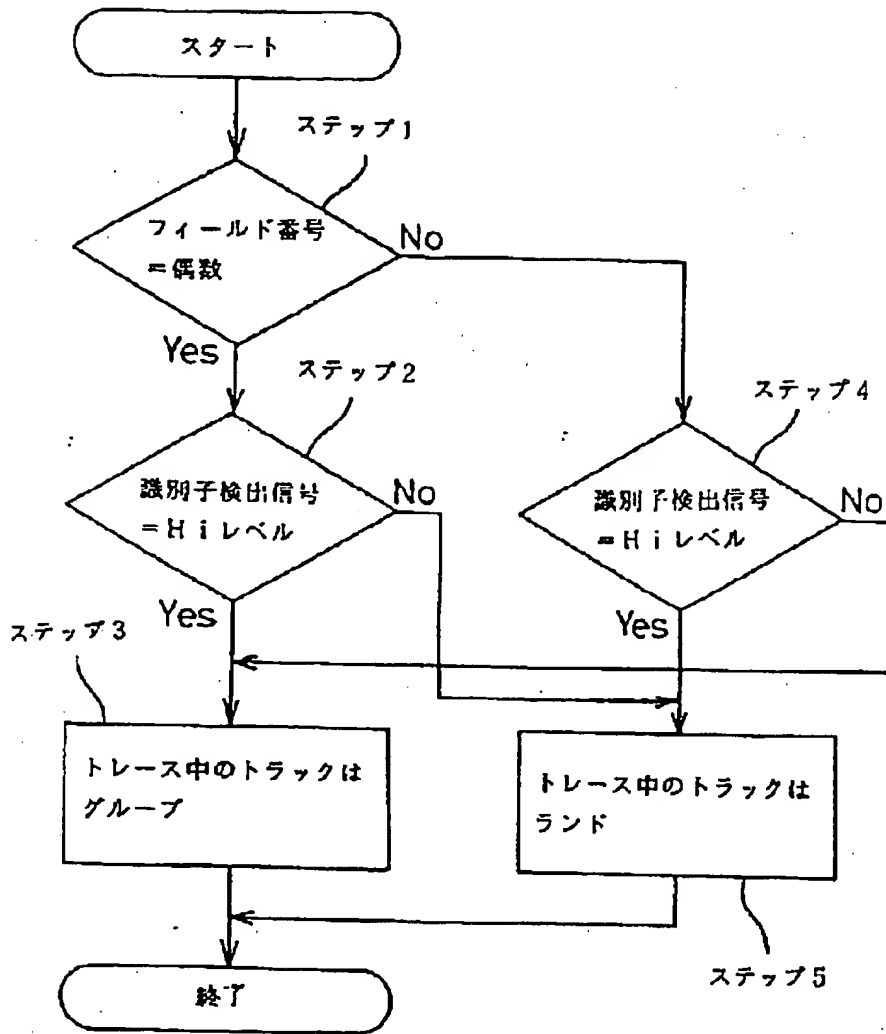 スタート
ステップ1
フィールド番号
=偶数
No
Yes
ステップ2
ステップ4
識別子検出信号
=Hiレベル
No
識別子検出信号
=Hiレベル
No
Yes
Yes
ステップ3
トレース中のトラックは
グループ
トレース中のトラックは
ランド
ステップ5
終了